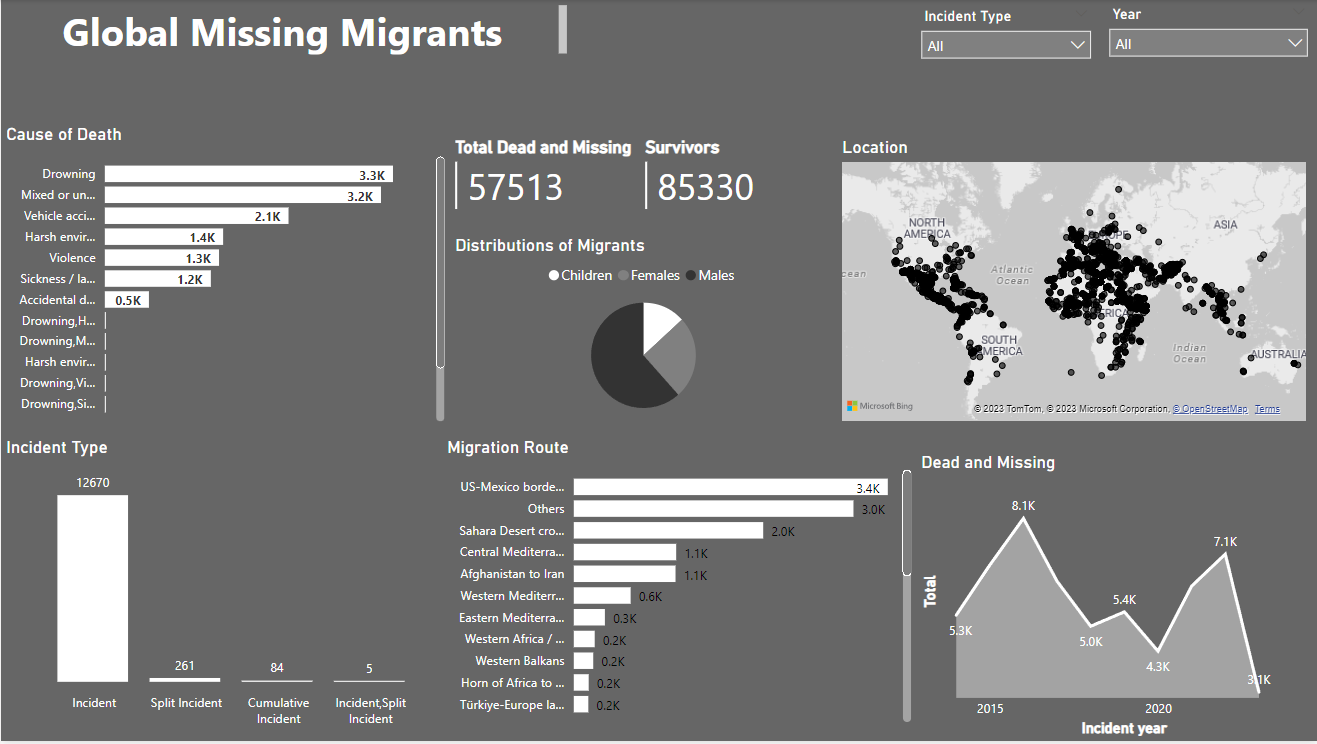 Global Missing Migrants
Incident Type
All
Year
All
Cause of Death
Drowning 3.3K
Mixed or un... 3.2K
Vehicle acci... 2.1K
Harsh envir... 1.4K
Violence 1.3K
Sickness / la... 1.2K
Accidental d... 0.5K
Drowning,H...
Drowning,M...
Harsh envir...
Drowning,Vi...
Drowning,Si...
Total Dead and Missing
57513
Survivors
85330
Distributions of Migrants
Children Females Males
Location
NORTH
AMERICA
EUROPE
ASIA
cean
Atlantic
Ocean
AFRICA
SOUTH
AMERICA
Indian
Ocean
AUSTRALIA
Microsoft Bing
© 2023 TomTom, © 2023 Microsoft Corporation, © OpenStreetMap Terms
Incident Type
12670
261
84
5
Incident
Split Incident
Cumulative
Incident
Incident,Split
Incident
Migration Route
US-Mexico borde... 3.4K
Others 3.0K
Sahara Desert cro... 2.0K
Central Mediterra... 1.1K
Afghanistan to Iran 1.1K
Western Mediterr... 0.6K
Eastern Mediterra... 0.3K
Western Africa / ... 0.2K
Western Balkans 0.2K
Horn of Africa to ... 0.2K
Türkiye-Europe la... 0.2K
Dead and Missing
Total
5.3K
8.1K
5.0K
5.4K
4.3K
7.1K
3.1K
2015
2020
Incident year